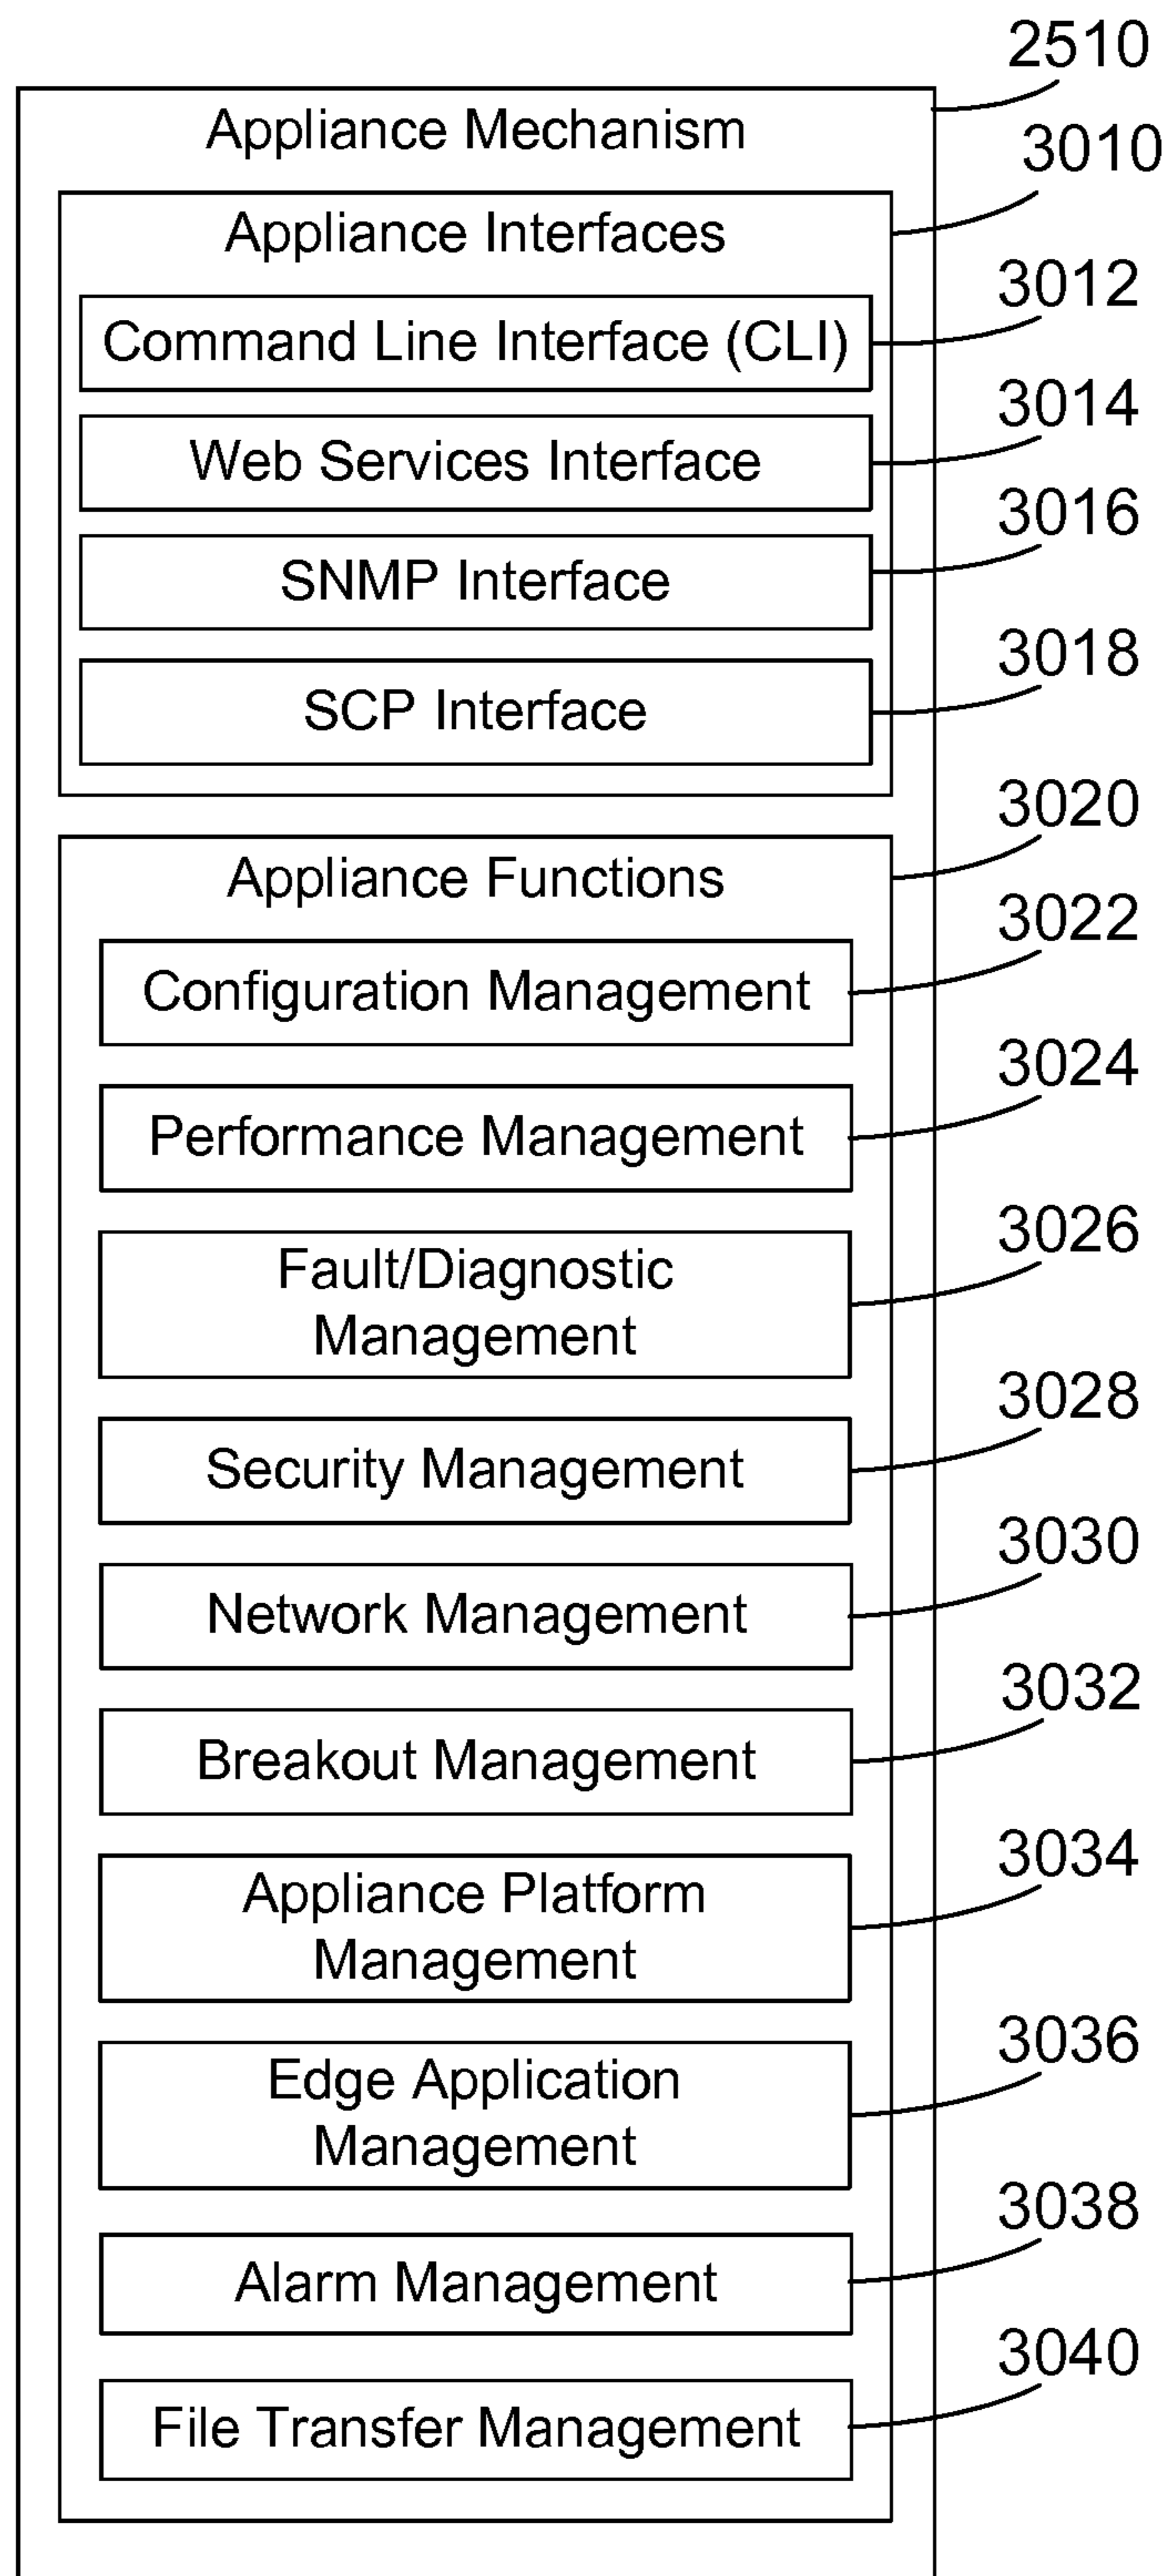 2510
Appliance Mechanism
3010
Appliance Interfaces
3012
Command Line Interface (CLI)
3014
Web Services Interface
3016
SNMP Interface
3018
SCP Interface
3020
Appliance Functions
3022
Configuration Management
3024
Performance Management
3026
Fault/Diagnostic
Management
3028
Security Management
3030
Network Management
3032
Breakout Management
3034
Appliance Platform
Management
3036
Edge Application
Management
3038
Alarm Management
3040
File Transfer Management